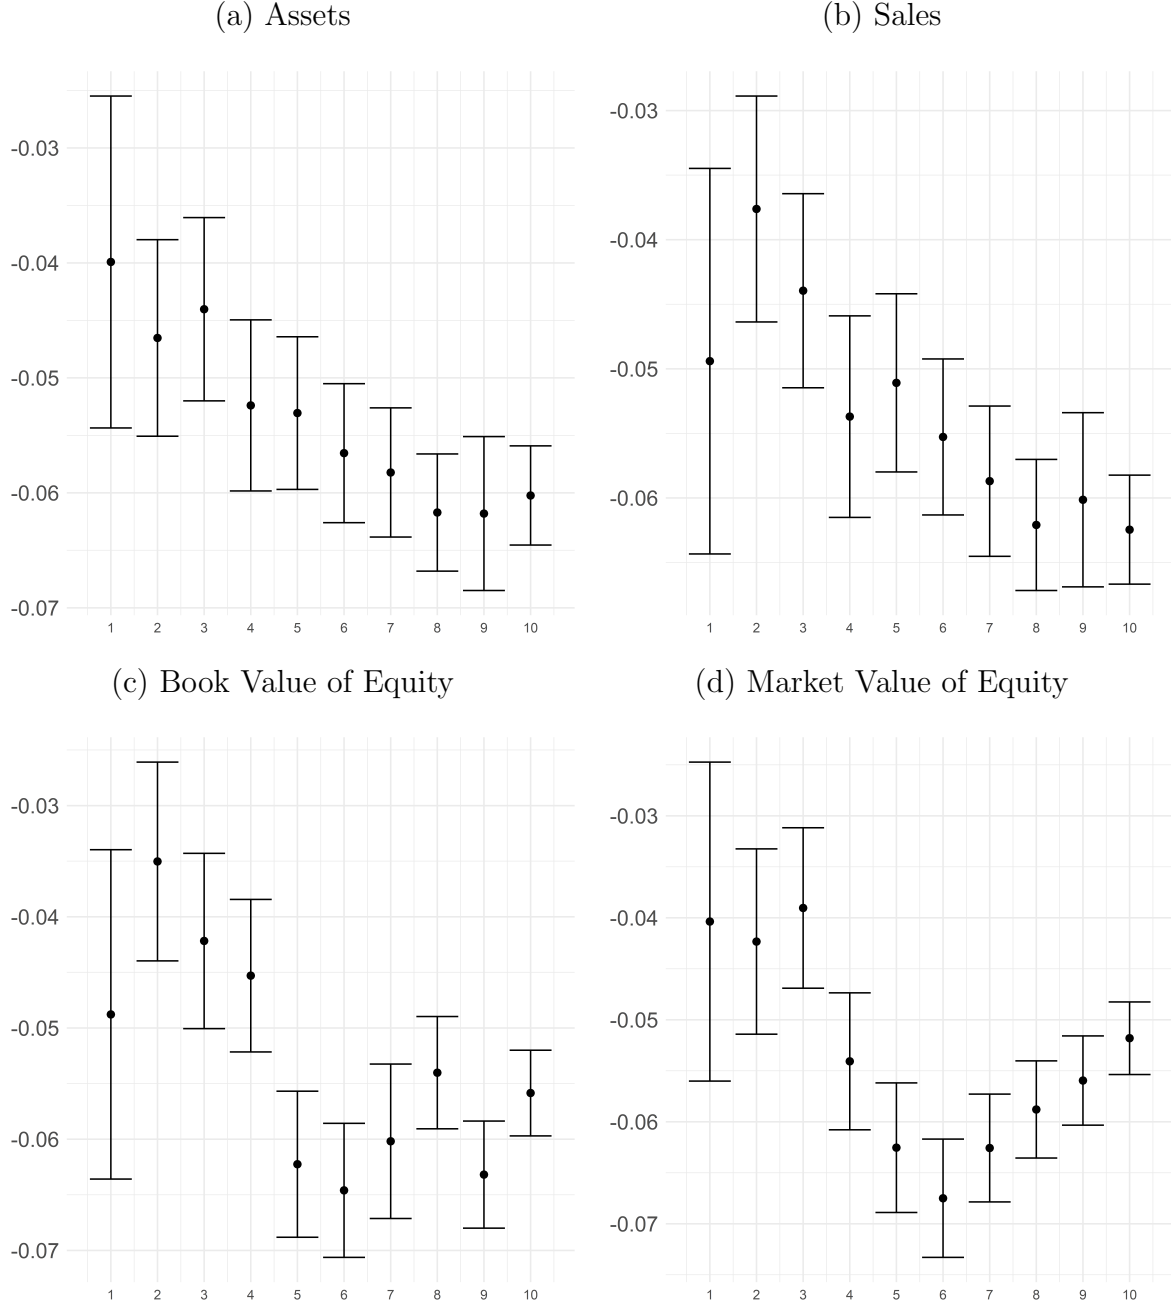 (a) Assets
-0.03
-0.04
-0.05
-0.06
-0.07
1 2 3 4 5 6 7 8 9 10
(b) Sales
-0.03
-0.04
-0.05
-0.06
1 2 3 4 5 6 7 8 9 10
(c) Book Value of Equity
-0.03
-0.04
-0.05
-0.06
-0.07
1 2 3 4 5 6 7 8 9 10
(d) Market Value of Equity
-0.03
-0.04
-0.05
-0.06
-0.07
1 2 3 4 5 6 7 8 9 10